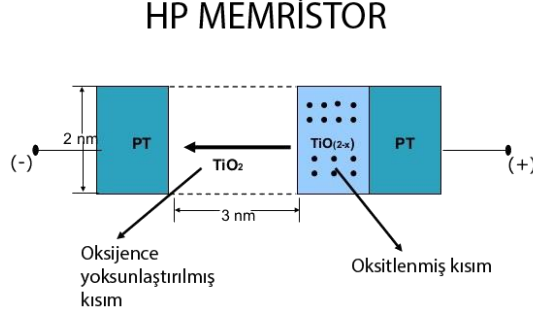 HP MEMRİSTOR
2 nm
PT
TiO2
TiO(2-x)
PT
(-)
(+)
3 nm
Oksijence
yoksunlaştırılmış
kısım
Oksitlenmiş kısım